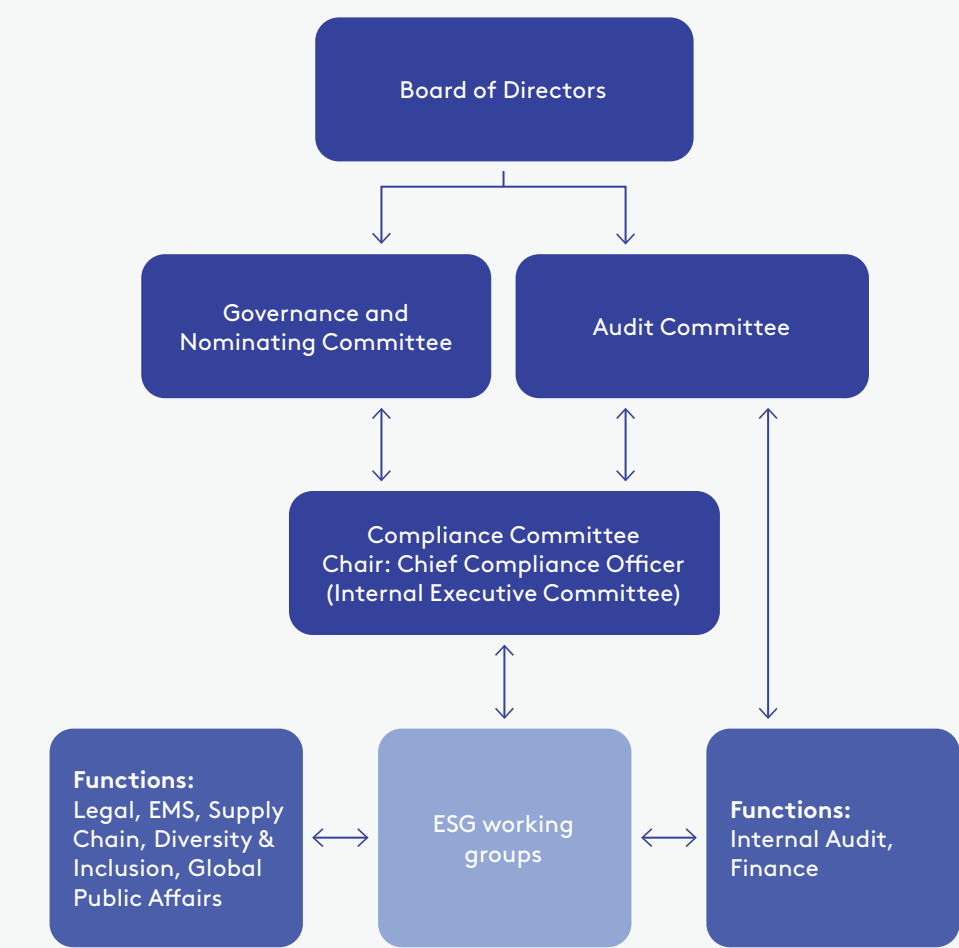 Board of Directors
Governance and
Nominating Committee
Audit Committee
Compliance Committee
Chair: Chief Compliance Officer
(Internal Executive Committee)
Functions:
Legal, EMS, Supply
Chain, Diversity &
Inclusion, Global
Public Affairs
ESG working
groups
Functions:
Internal Audit,
Finance